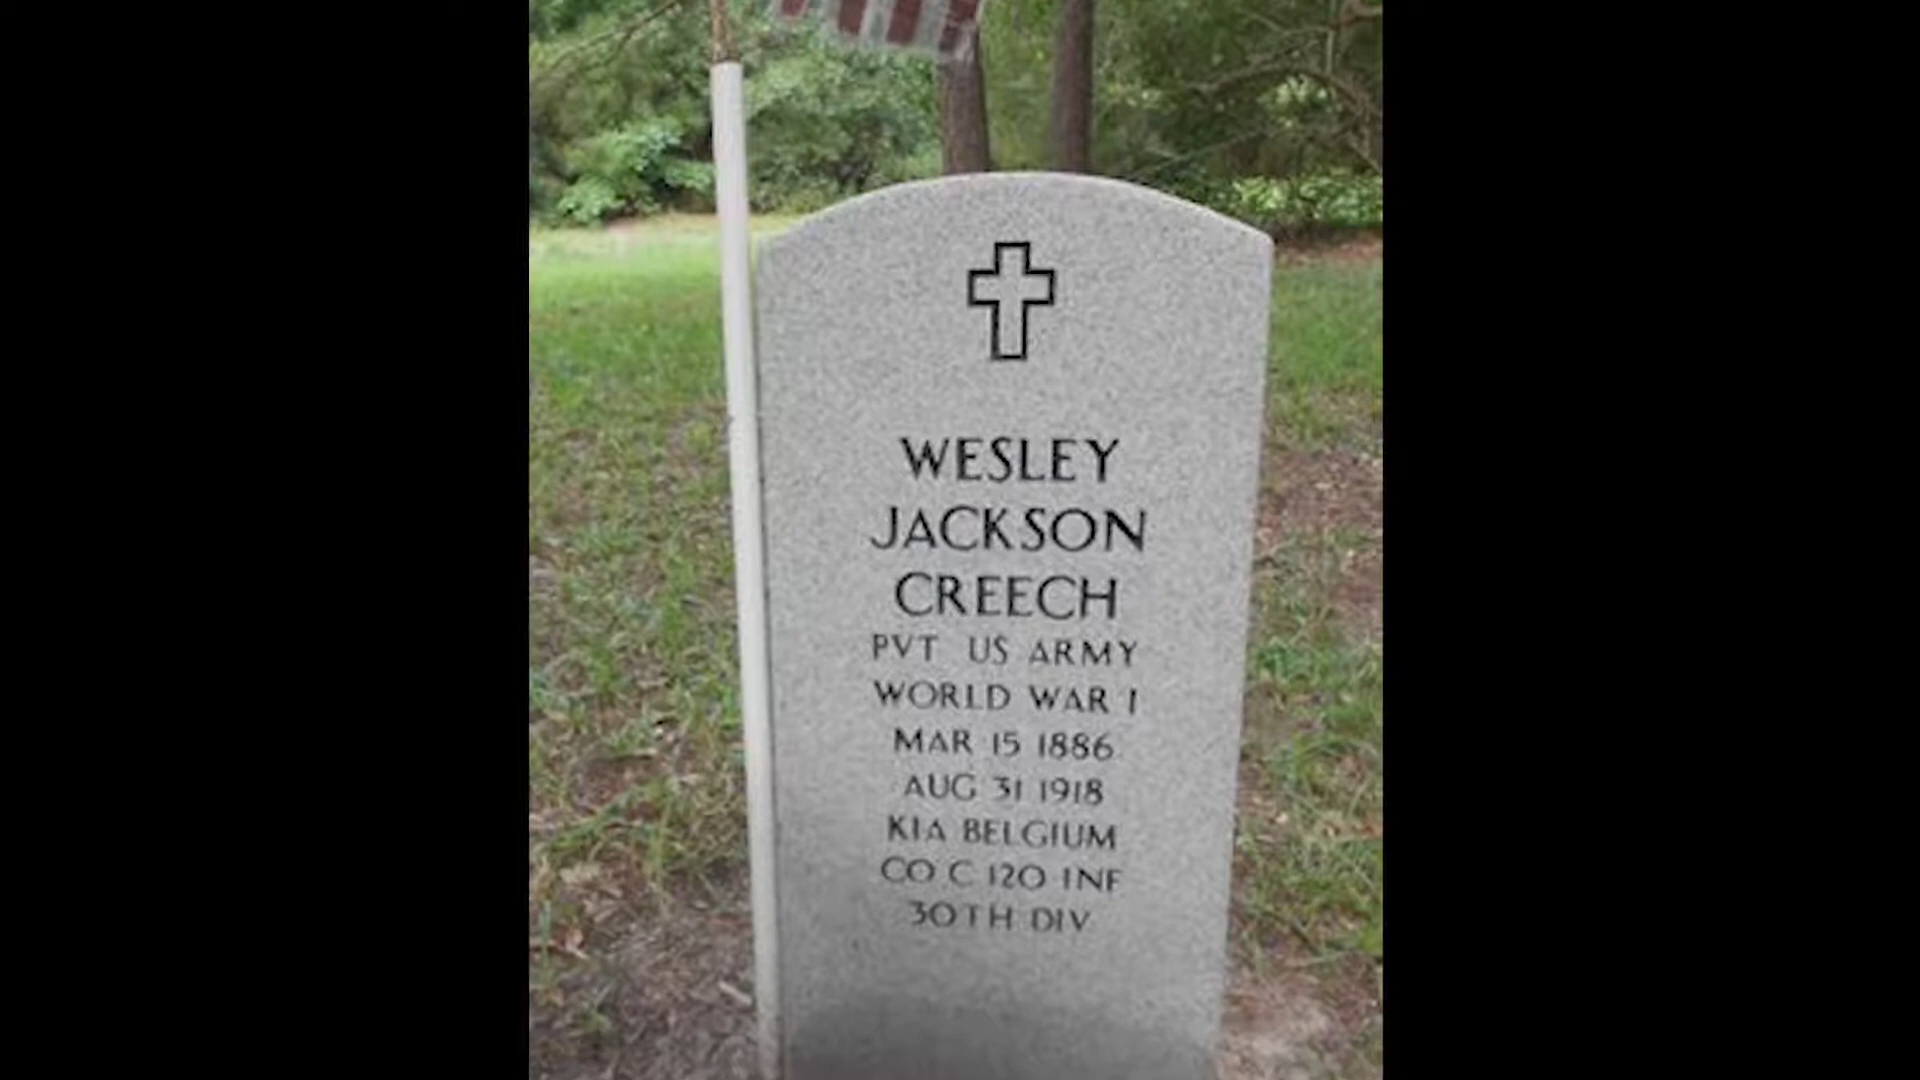 WESLEY
JACKSON
CREECH
PVT US ARMY
WORLD WAR I
MAR 15 1886
AUG 31 1918
KIA BELGIUM
CO C 120 INF
30TH DIV